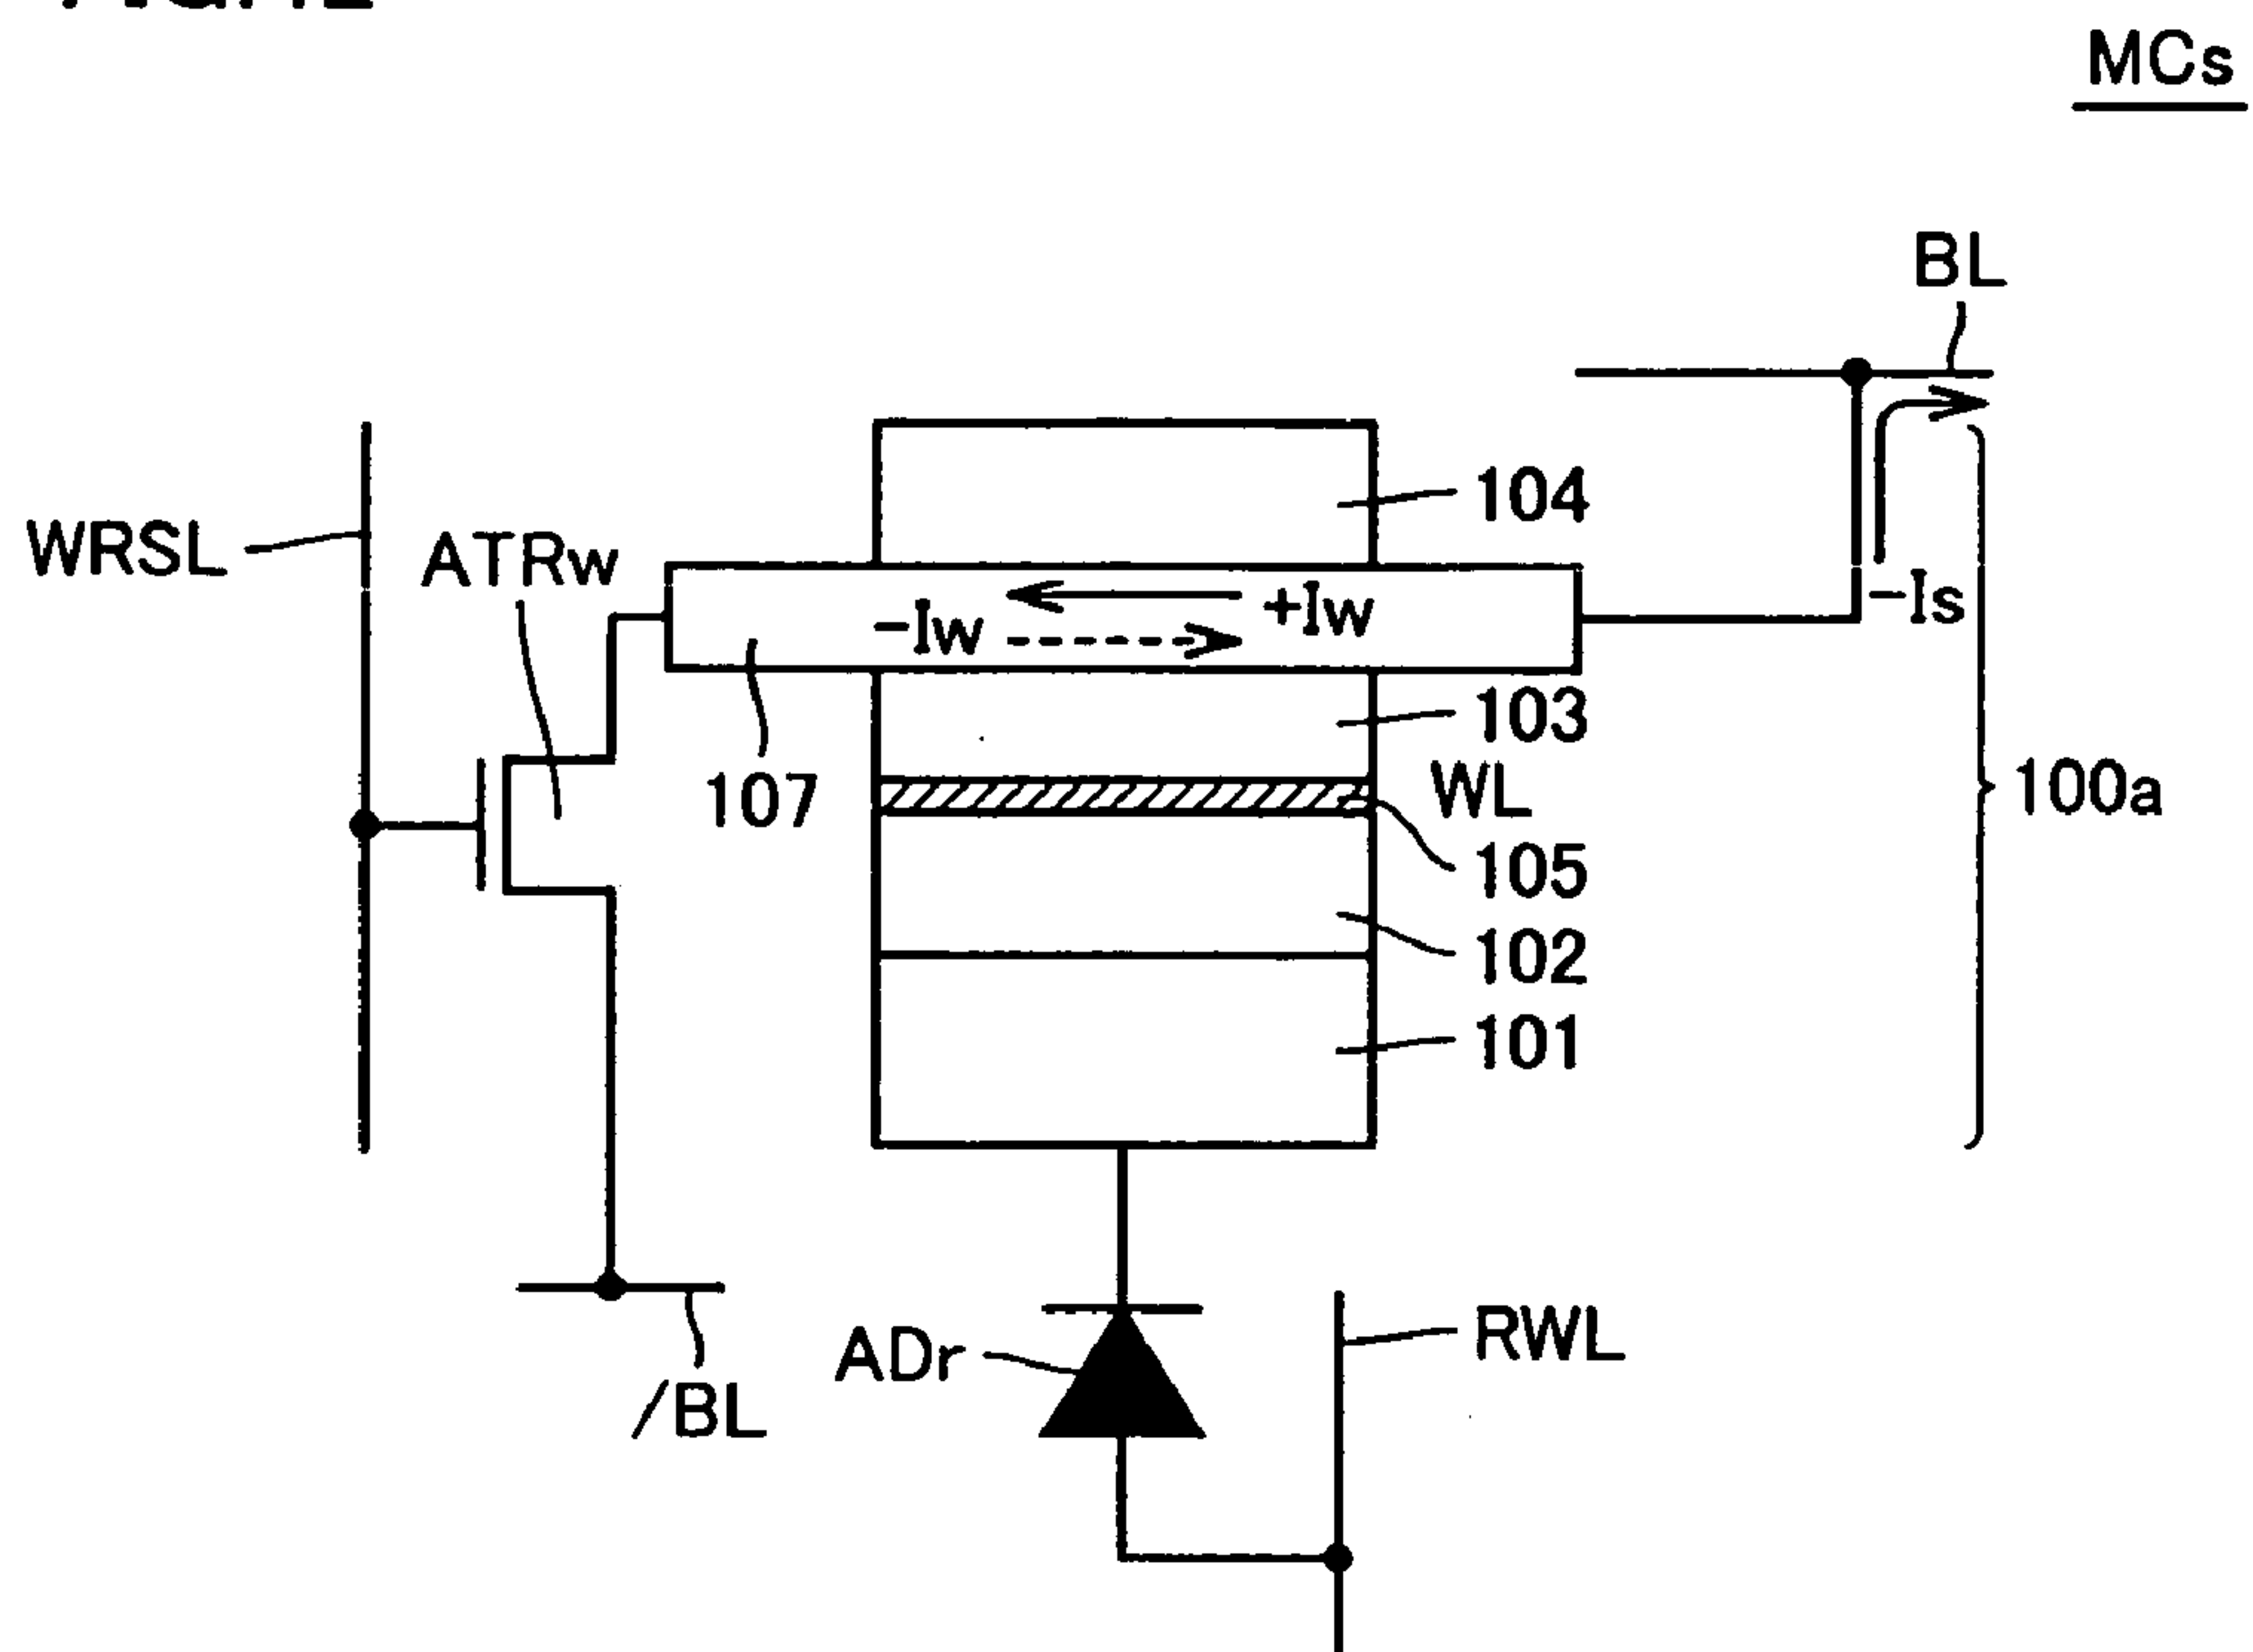 MCs
BL
104
WRSL
ATRw
+Iw
-Iw
-Is
103
107
WL
100a
105
102
101
RWL
ADr
/BL